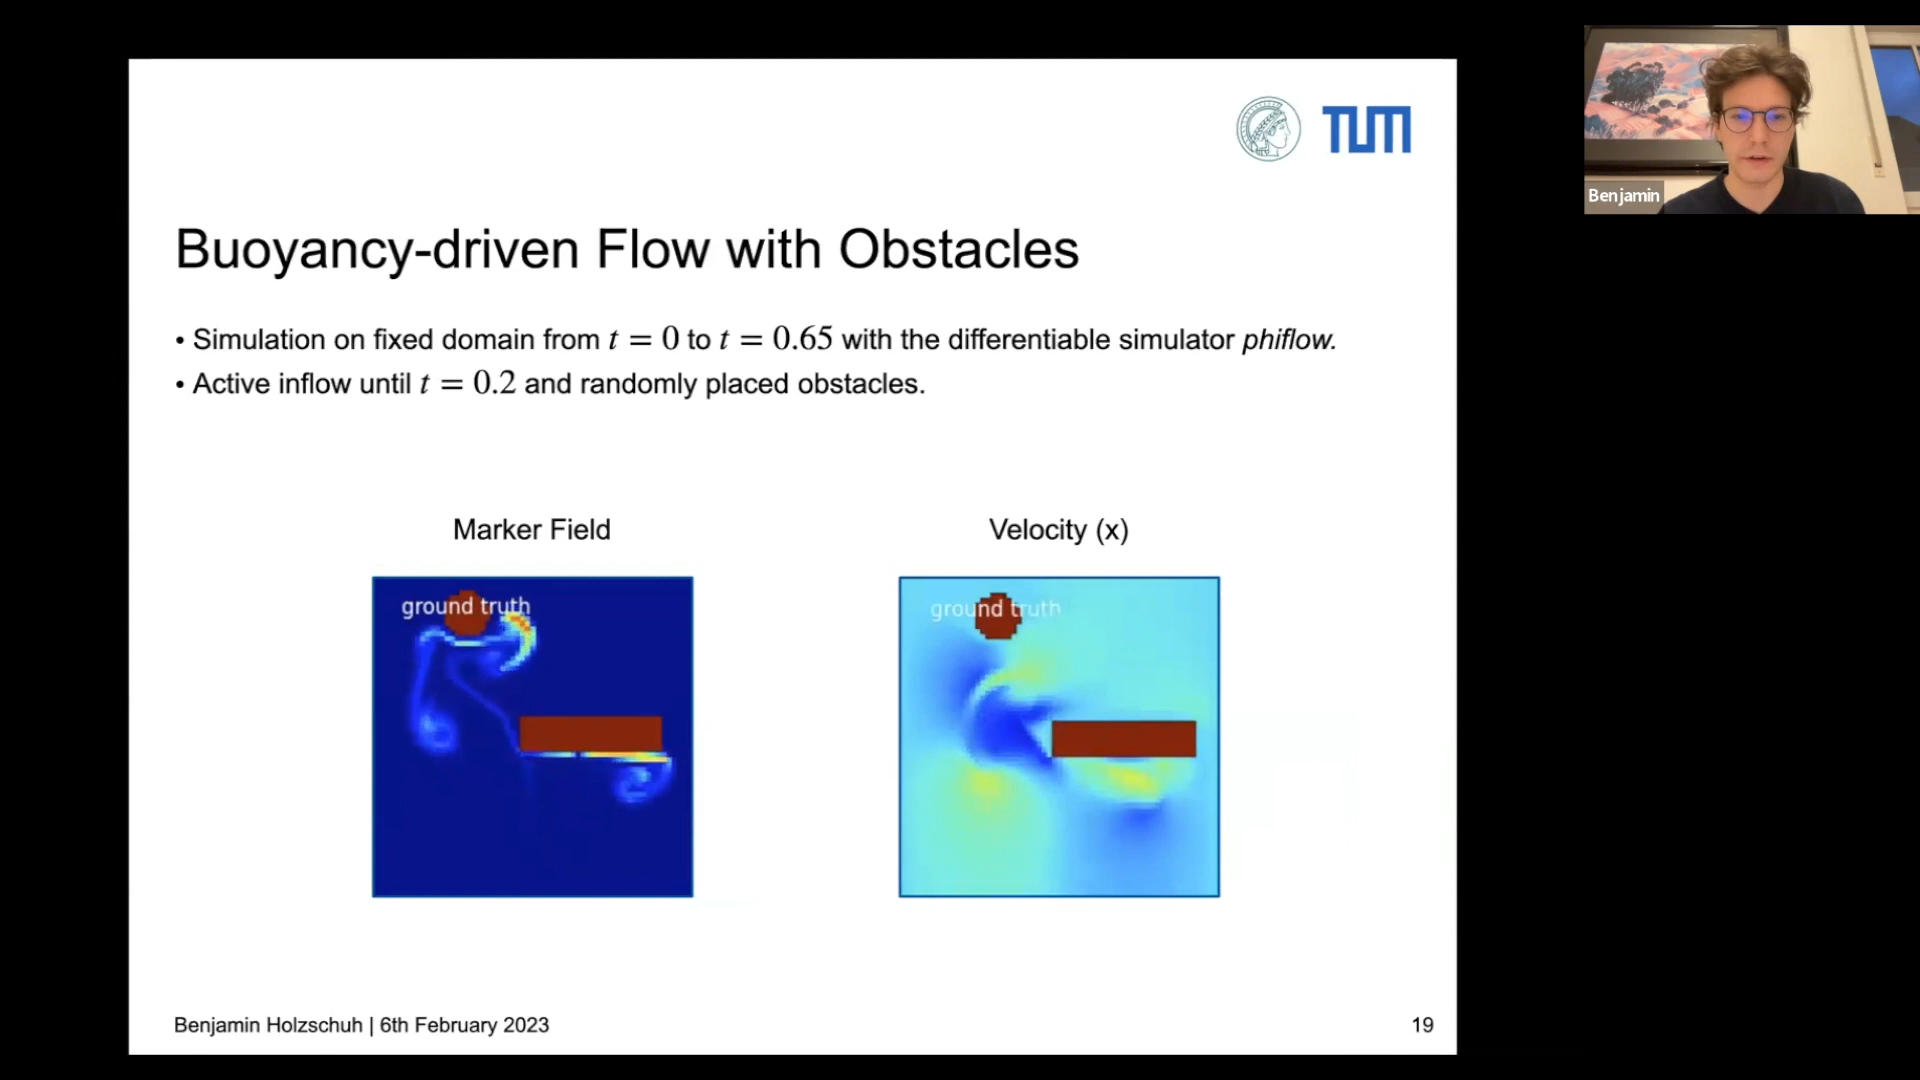 TUM
Benjamin
Buoyancy-driven Flow with Obstacles
• Simulation on fixed domain from t = 0 to t = 0.65 with the differentiable simulator phiflow.
• Active inflow until t = 0.2 and randomly placed obstacles.
Marker Field
Velocity (x)
ground truth
ground truth
Benjamin Holzschuh | 6th February 2023
19